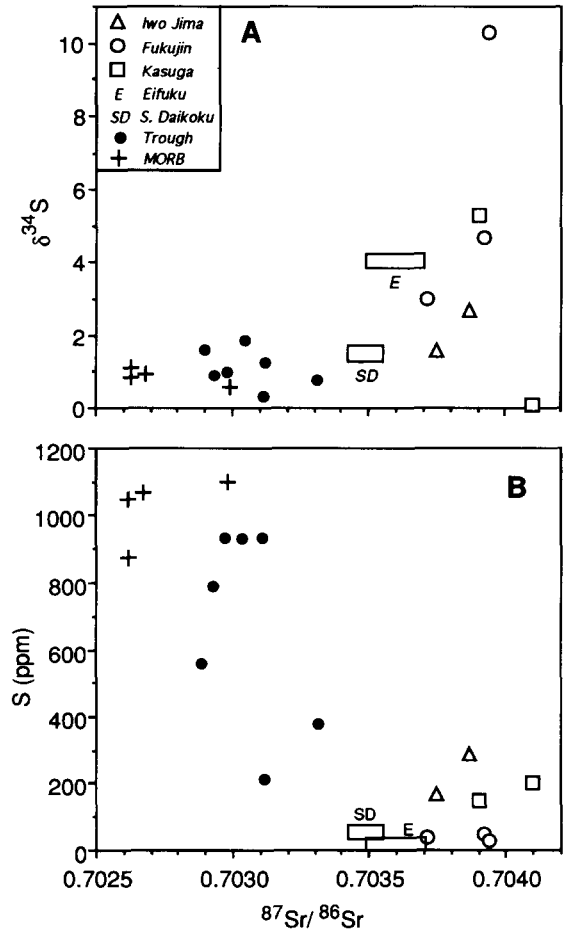 A
Iwo Jima
Fukujin
Kasuga
E Eifuku
SD S. Daikoku
Trough
MORB
10
8
6
4
2
0
δ34S
E
SD
B
1200
1000
800
600
400
200
0
S (ppm)
SD
E
0.7025 0.7030 0.7035 0.7040
87Sr/ 86Sr